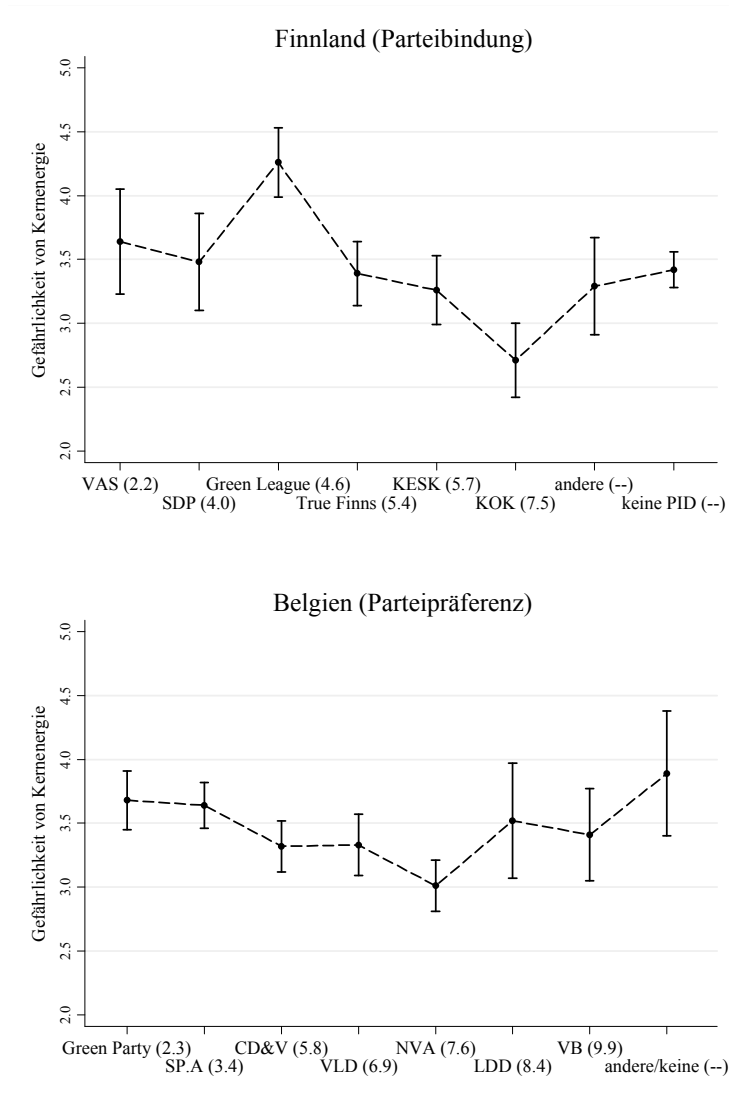 Finnland (Parteibindung)
Gefährlichkeit von Kernenergie
5.0
4.5
4.0
3.5
3.0
2.5
2.0
VAS (2.2) Green League (4.6) KESK (5.7) andere (--)
SDP (4.0) True Finns (5.4) KOK (7.5) keine PID (--)
Belgien (Parteipräferenz)
Gefährlichkeit von Kernenergie
5.0
4.5
4.0
3.5
3.0
2.5
2.0
Green Party (2.3) CD&V (5.8) NVA (7.6) VB (9.9)
SP.A (3.4) VLD (6.9) LDD (8.4) andere/keine (--)